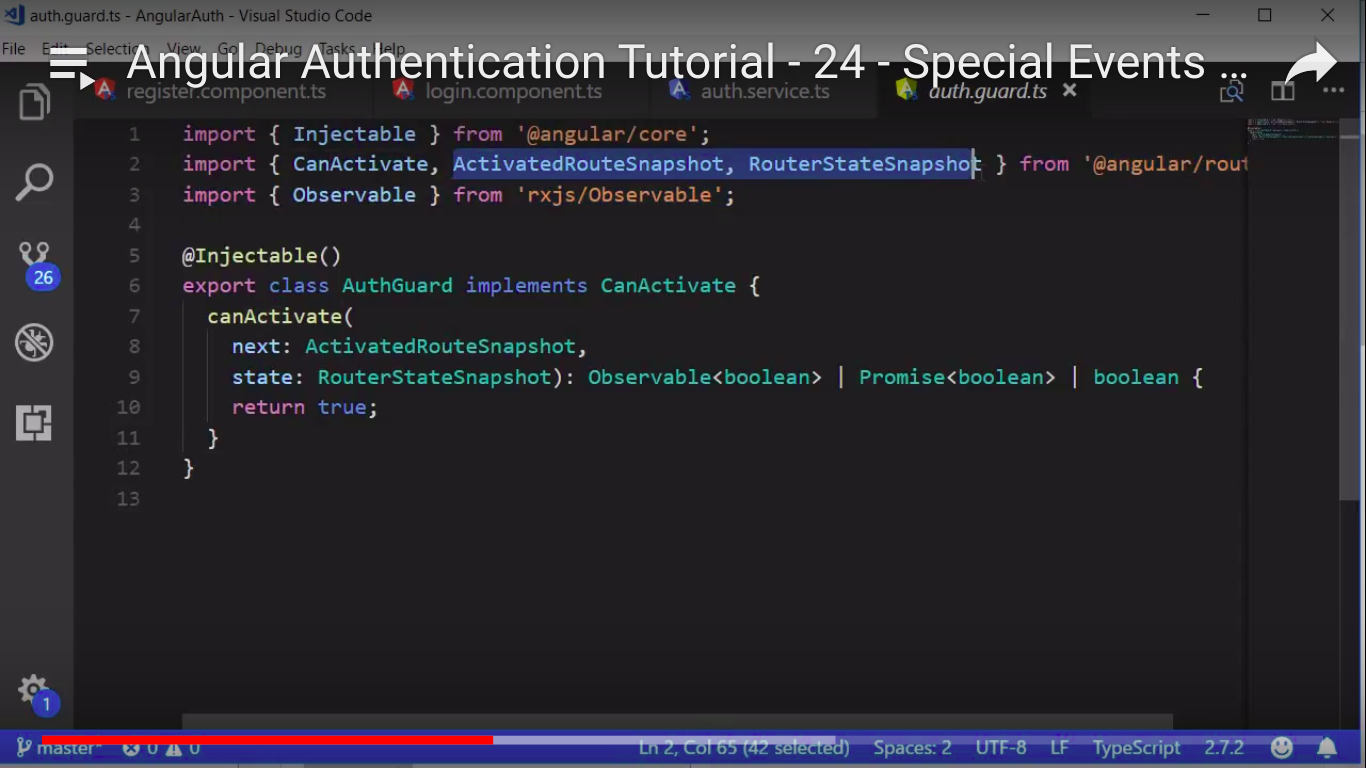 auth.guard.ts - AngularAuth - Visual Studio Code
File Edit Selection View Go Debug Tasks Help
Angular Authentication Tutorial - 24 - Special Events ...
register.component.ts login.component.ts auth.service.ts auth.guard.ts
1 import { Injectable } from '@angular/core';
2 import { CanActivate, ActivatedRouteSnapshot, RouterStateSnapshot } from '@angular/rout
3 import { Observable } from 'rxjs/Observable';
4
5 @Injectable()
6 export class AuthGuard implements CanActivate {
7 canActivate(
8 next: ActivatedRouteSnapshot,
9 state: RouterStateSnapshot): Observable<boolean> | Promise<boolean> | boolean {
10 return true;
11 }
12 }
13
26
1
master* 0 0 Ln 2, Col 65 (42 selected) Spaces: 2 UTF-8 LF TypeScript 2.7.2